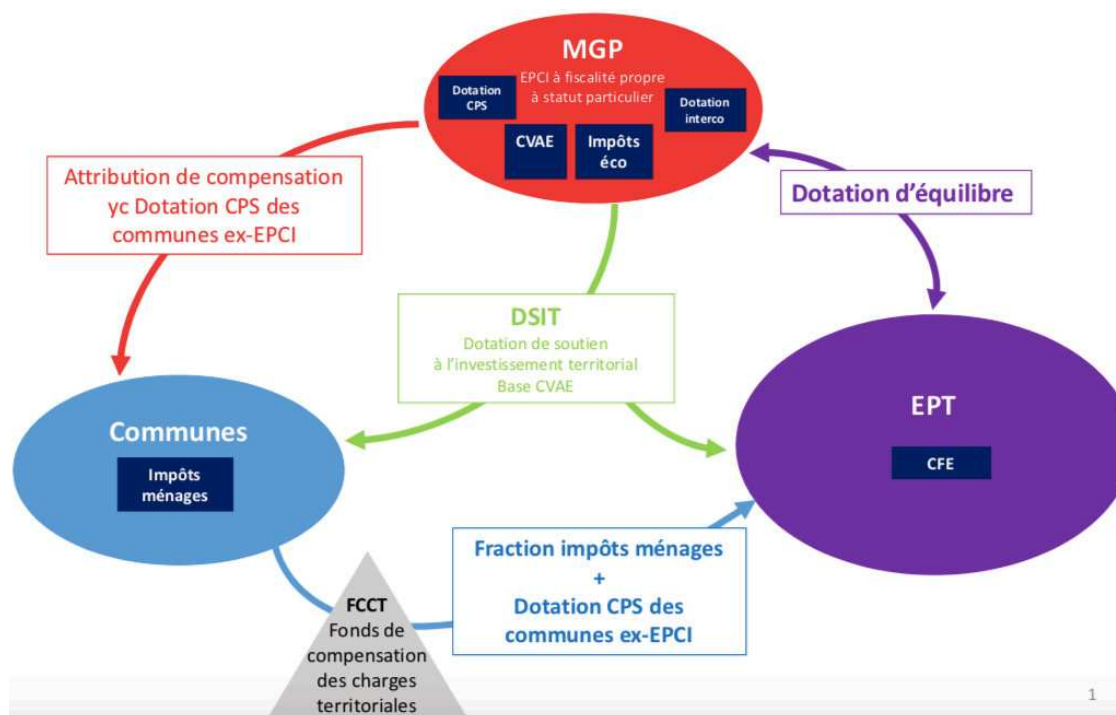 MGP
EPCI à fiscalité propre
à statut particulier
Dotation
CPS
Dotation
interco
CVAE
Impôts
éco
Attribution de compensation
yc Dotation CPS des
communes ex-EPCI
Dotation d’équilibre
DSIT
Dotation de soutien
à l’investissement territorial
Base CVAE
Communes
Impôts
ménages
EPT
CFE
Fraction impôts ménages
+
Dotation CPS des
communes ex-EPCI
FCCT
Fonds de
compensation
des charges
territoriales
1